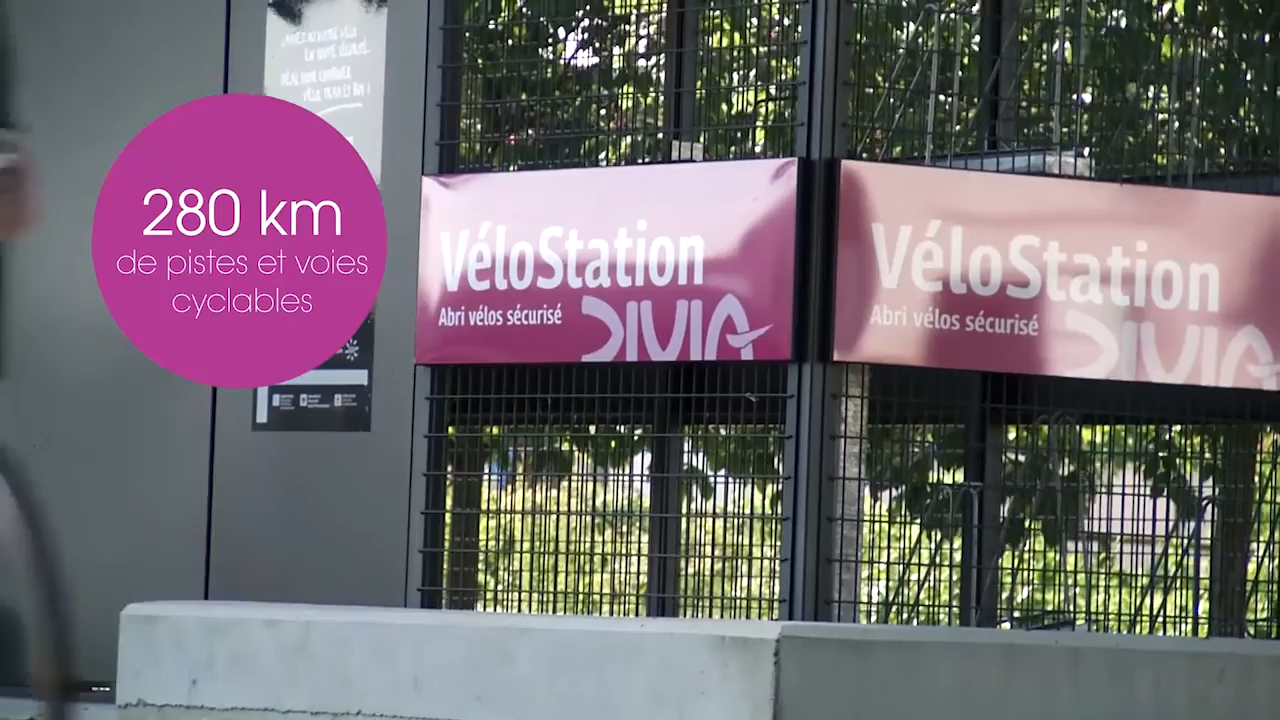 280 km
de pistes et voies
cyclables
VéloStation
Abri vélos sécurisé
DIVIA
VéloStation
Abri vélos sécurisé
DIVIA